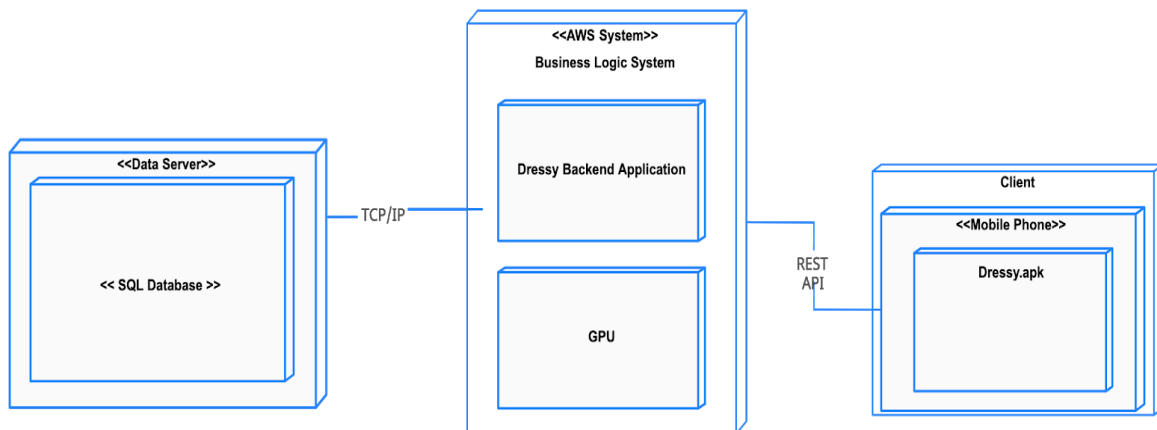 <<Data Server>>
<< SQL Database >>
TCP/IP
<<AWS System>>
Business Logic System
Dressy Backend Application
GPU
REST
API
Client
<<Mobile Phone>>
Dressy.apk